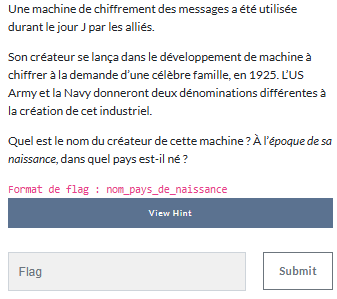 Une machine de chiffrement des messages a été utilisée
durant le jour J par les alliés.
Son créateur se lança dans le développement de machine à
chiffrer à la demande d'une célèbre famille, en 1925. L'US
Army et la Navy donneront deux dénominations différentes à
la création de cet industriel.
Quel est le nom du créateur de cette machine ? À l'époque de sa
naissance, dans quel pays est-il né ?
Format de flag : nom_pays_de_naissance
View Hint
Flag
Submit